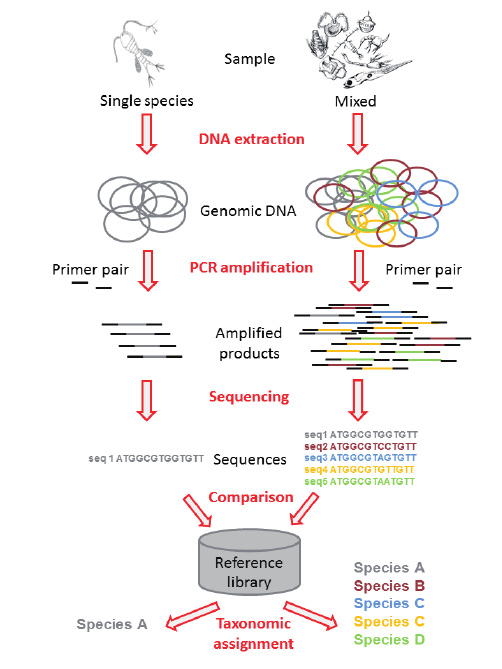 Sample
Single species
Mixed
DNA extraction
Genomic DNA
Primer pair
PCR amplification
Primer pair
Amplified
products
Sequencing
seq1 ATGGCGTGGTGTT
seq2 ATGGCGTCCTGTT
seq 1 ATGGCGTGGTGTT
Sequences
seq3 ATGGCGTAGTGTT
seq4 ATGGCGTGTTGTT
seq5 ATGGCGTAATGTT
Comparison
Reference
library
Species A
Species B
Species C
Species C
Species D
Species A
Taxonomic
assignment